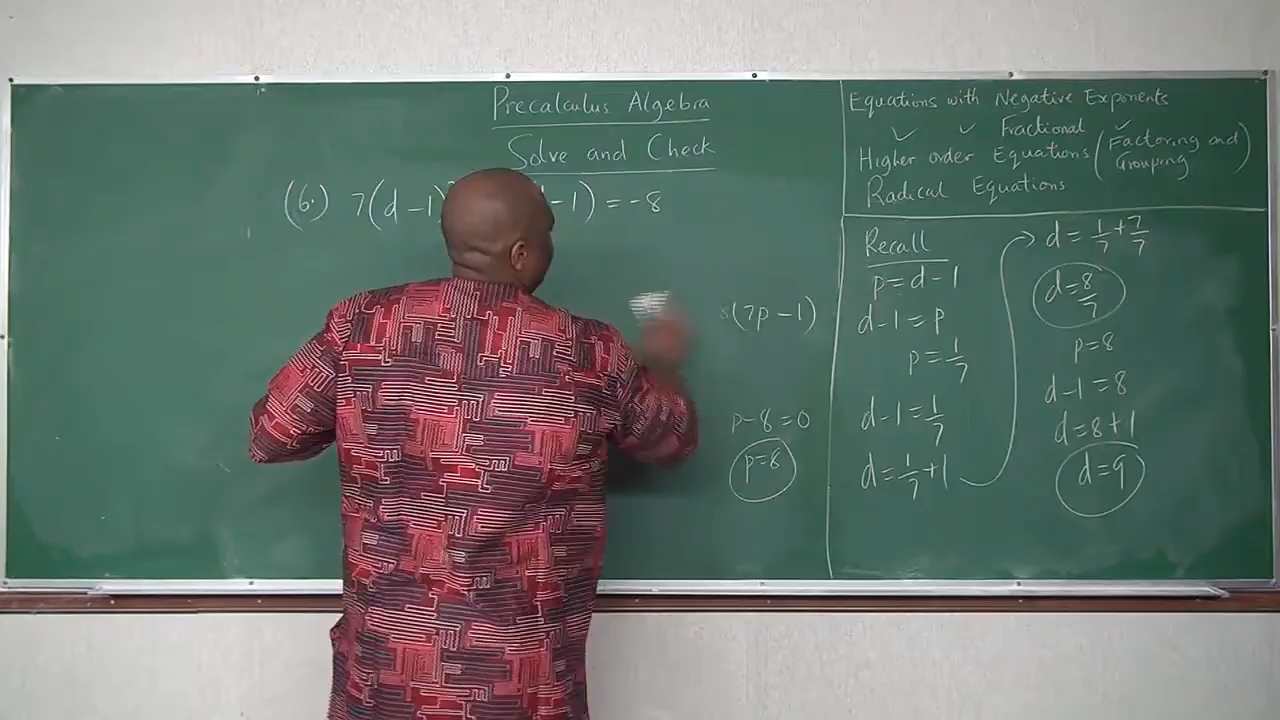 Precalculus Algebra
Solve and Check
(6.) 7(d-1) -1) = -8
(7p-1)
p-8=0
p=8
Equations with Negative Exponents
✓ ✓ Fractional ✓
Higher order Equations (Factoring and Grouping)
Radical Equations
Recall
p=d-1
d-1=p
p=1/7
d-1=1/7
d=1/7+1
d=1/7+7/7
d=8/7
p=8
d-1=8
d=8+1
d=9